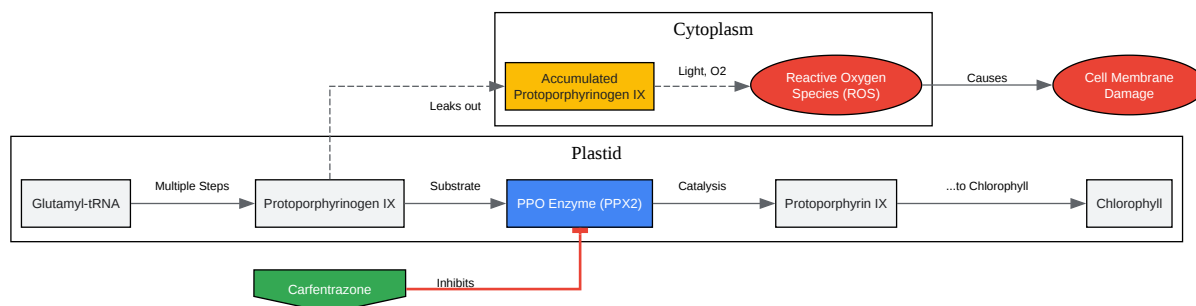 Cytoplasm
Accumulated
Protoporphyrinogen IX
Light, O2
Reactive Oxygen
Species (ROS)
Causes
Cell Membrane
Damage
Leaks out
Plastid
Glutamyl-tRNA
Multiple Steps
Protoporphyrinogen IX
Substrate
PPO Enzyme (PPX2)
Catalysis
Protoporphyrin IX
...to Chlorophyll
Chlorophyll
Carfentrazone
Inhibits